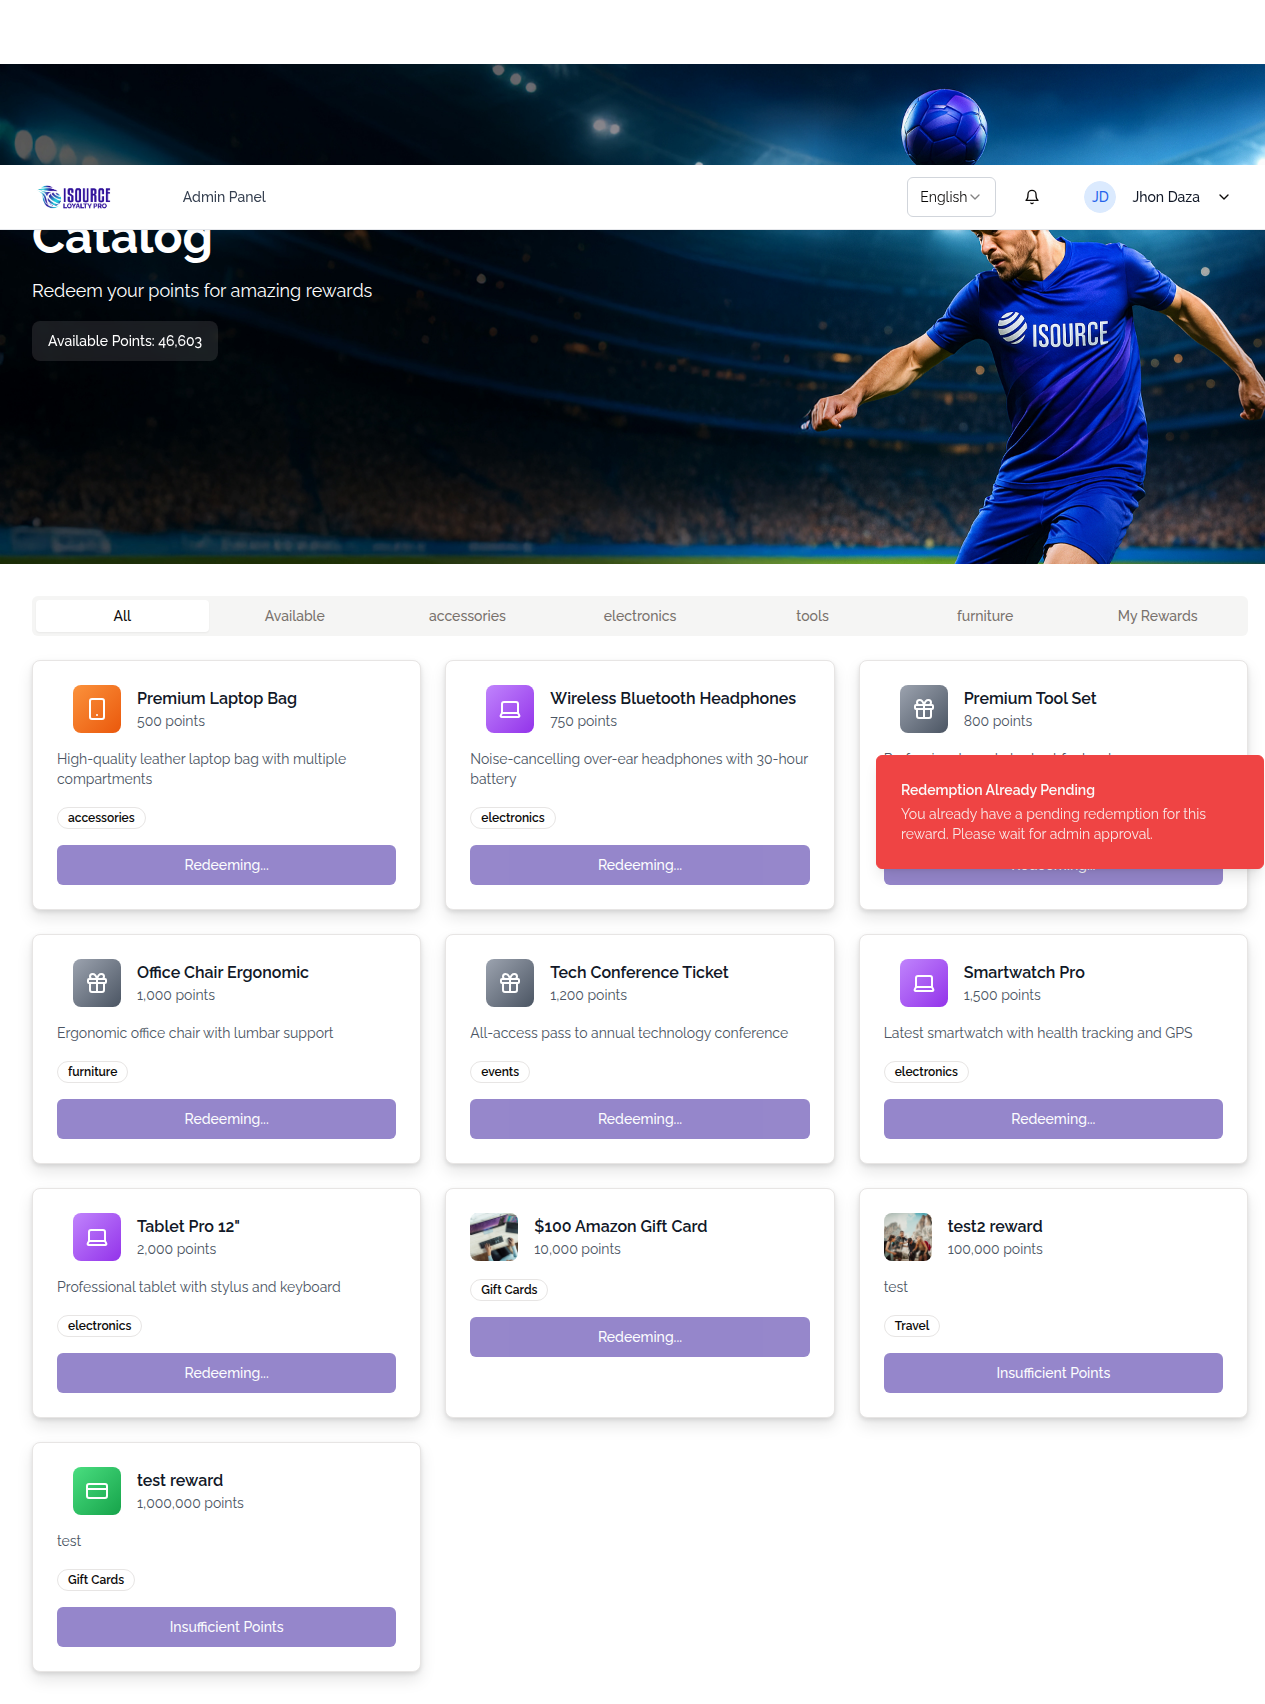 ISOURCE
LOYALTY PRO
Admin Panel
English
JD
Jhon Daza
Catalog
Redeem your points for amazing rewards
Available Points: 46,603
ISOURCE
All
Available
accessories
electronics
tools
furniture
My Rewards
Premium Laptop Bag
500 points
High-quality leather laptop bag with multiple
compartments
accessories
Redeeming...
Wireless Bluetooth Headphones
750 points
Noise-cancelling over-ear headphones with 30-hour
battery
electronics
Redeeming...
Premium Tool Set
800 points
Redemption Already Pending
You already have a pending redemption for this
reward. Please wait for admin approval.
Office Chair Ergonomic
1,000 points
Ergonomic office chair with lumbar support
furniture
Redeeming...
Tech Conference Ticket
1,200 points
All-access pass to annual technology conference
events
Redeeming...
Smartwatch Pro
1,500 points
Latest smartwatch with health tracking and GPS
electronics
Redeeming...
Tablet Pro 12"
2,000 points
Professional tablet with stylus and keyboard
electronics
Redeeming...
$100 Amazon Gift Card
10,000 points
Gift Cards
Redeeming...
test2 reward
100,000 points
test
Travel
Insufficient Points
test reward
1,000,000 points
test
Gift Cards
Insufficient Points